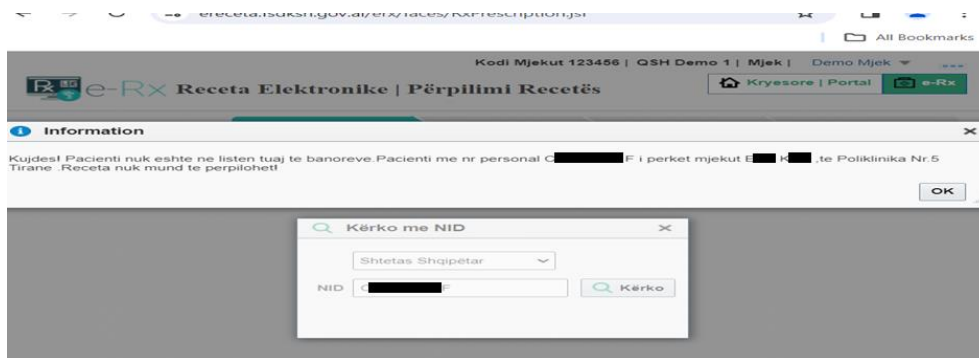 ereceta.fsdksh.gov.al/erx/faces/RxPrescription.jsf
All Bookmarks
Kodi Mjekut 123456 | QSH Demo 1 | Mjek | Demo Mjek
e-Rx Receta Elektronike | Përpilimi Recetës
Kryesore | Portal
e-Rx
Information
Kujdes! Pacienti nuk eshte ne listen tuaj te banoreve.Pacienti me nr personal C F i perket mjekut E K ,te Poliklinika Nr.5
Tirane .Receta nuk mund te perpilohet!
OK
Kërko me NID
Shtetas Shqipëtar
NID C F Kërko